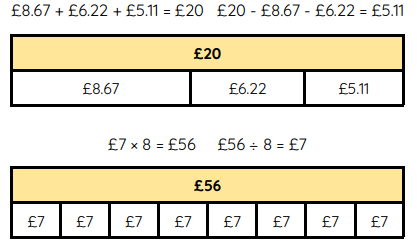 £8.67 + £6.22 + £5.11 = £20 £20 - £8.67 - £6.22 = £5.11
£20
£8.67 £6.22 £5.11
£7 × 8 = £56 £56 ÷ 8 = £7
£56
£7 £7 £7 £7 £7 £7 £7 £7